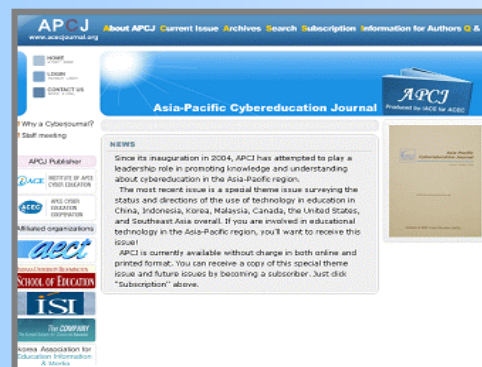 APCJ
www.acecjournal.org
About APCJ Current Issue Archives Search Subscription Information for Authors Q &
HOME
LOGIN
CONTACT US
Asia-Pacific Cybereducation Journal
APCJ
Produced by IACE for ACEC
Why a Cyberjournal?
Staff meeting
APCJ Publisher
IACE INSTITUTE OF APEC
CYBER EDUCATION
ACEC APEC CYBER
EDUCATION
COOPERATION
Affiliated organizations
aect
INDIANA UNIVERSITY BLOOMINGTON
SCHOOL OF EDUCATION
ISI
The COMPANY
Korea Association for
Education Information
& Media
NEWS
Since its inauguration in 2004, APCJ has attempted to play a
leadership role in promoting knowledge and understanding
about cybereducation in the Asia-Pacific region.
The most recent issue is a special theme issue surveying the
status and directions of the use of technology in education in
China, Indonesia, Korea, Malaysia, Canada, the United States,
and Southeast Asia overall. If you are involved in educational
technology in the Asia-Pacific region, you'll want to receive this
issue!
APCJ is currently available without charge in both online and
printed format. You can receive a copy of this special theme
issue and future issues by becoming a subscriber. Just click
"Subscription" above.
Asia-Pacific
Cybereducation Journal